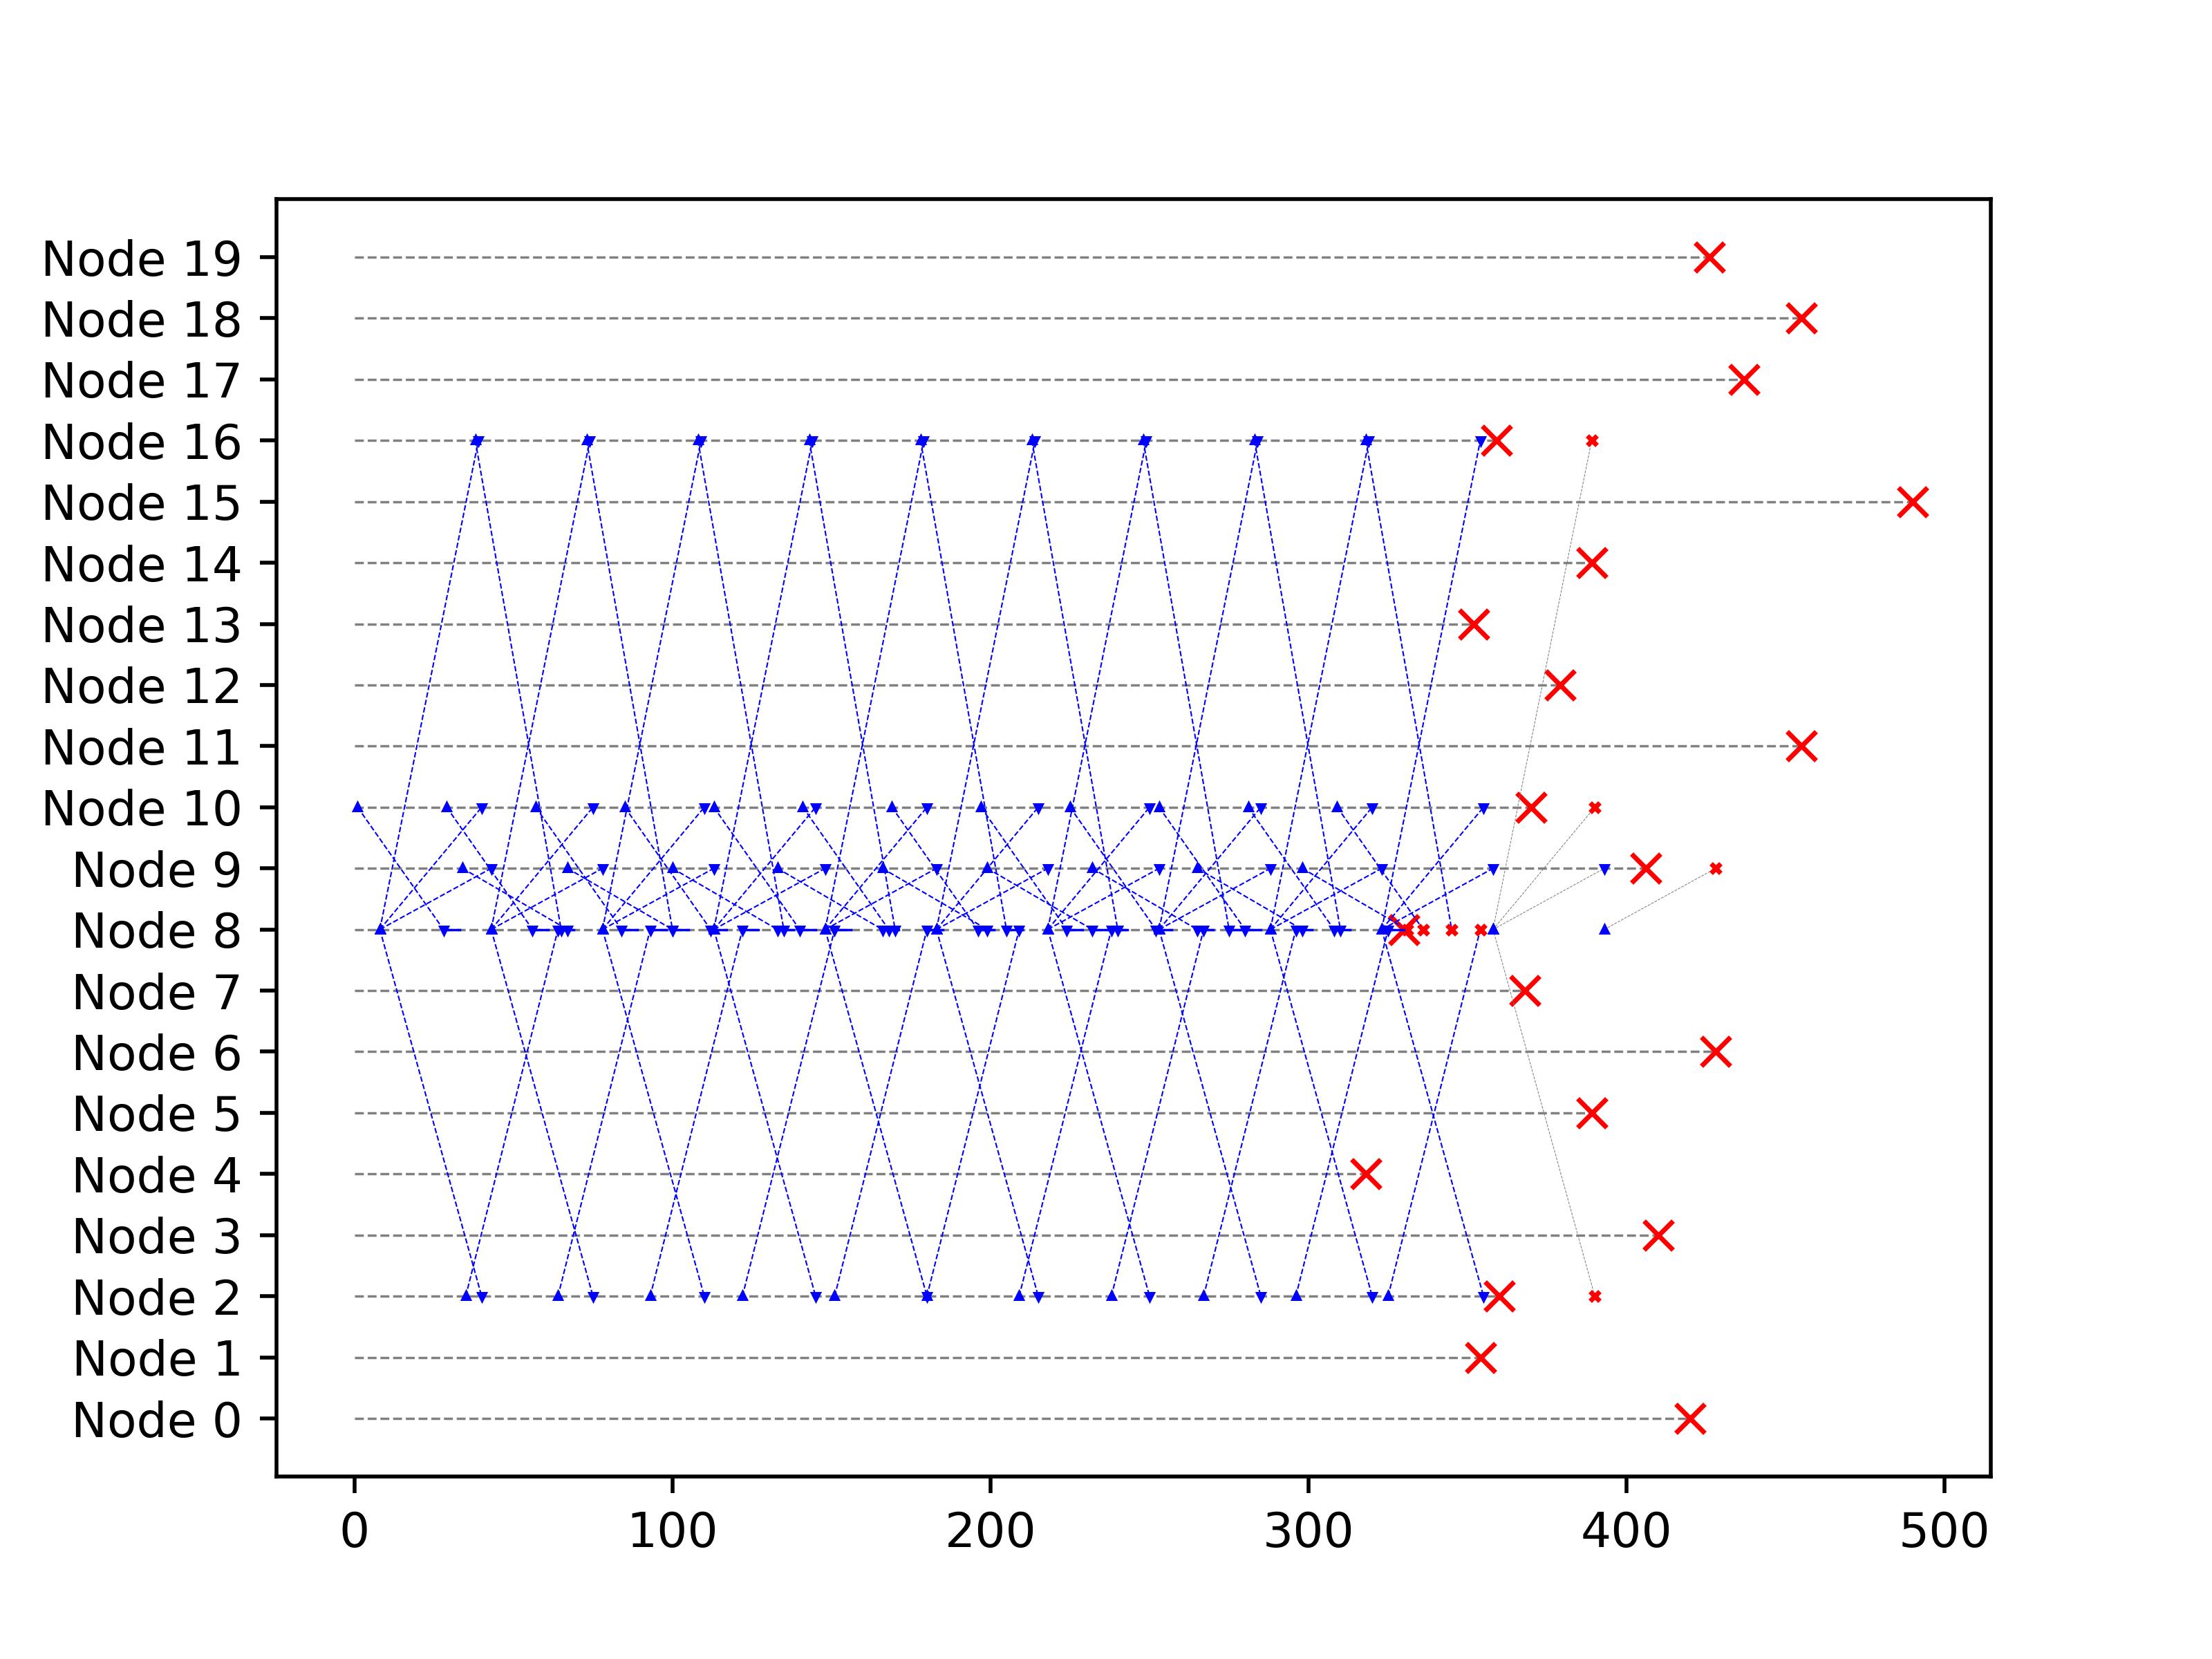 Node 19
Node 18
Node 17
Node 16
Node 15
Node 14
Node 13
Node 12
Node 11
Node 10
Node 9
Node 8
Node 7
Node 6
Node 5
Node 4
Node 3
Node 2
Node 1
Node 0
0 100 200 300 400 500